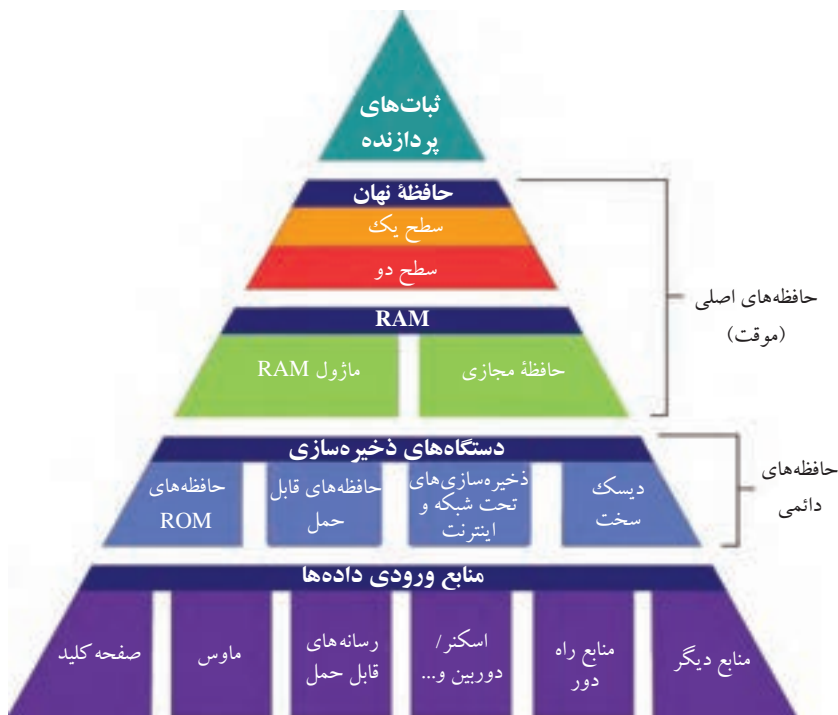 ثبات‌های
پردازنده
حافظهٔ نهان
سطح یک
سطح دو
حافظه‌های اصلی
(موقت)
RAM
حافظهٔ مجازی
ماژول RAM
دستگاه‌های ذخیره‌سازی
حافظه‌های
دائمی
دیسک
سخت
ذخیره‌سازی‌های
تحت شبکه و
اینترنت
حافظه‌های قابل
حمل
حافظه‌های
ROM
منابع ورودی داده‌ها
منابع دیگر
منابع راه
دور
اسکنر/
دوربین و...
رسانه‌های
قابل حمل
ماوس
صفحه کلید